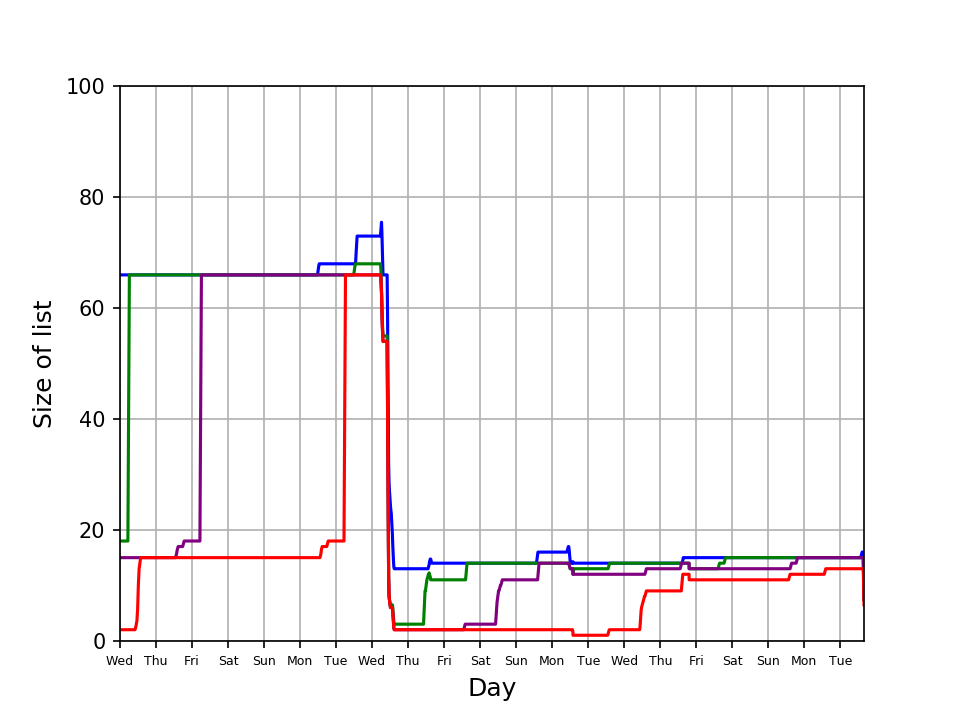 100
80
60
40
20
0
Size of list
Wed Thu Fri Sat Sun Mon Tue Wed Thu Fri Sat Sun Mon Tue Wed Thu Fri Sat Sun Mon Tue
Day